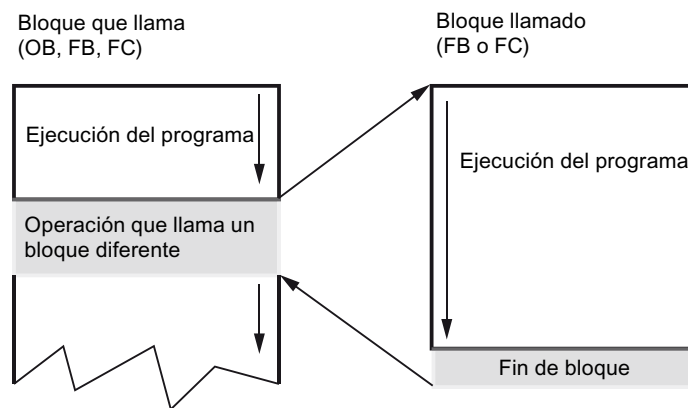 Bloque que llama
(OB, FB, FC)
Bloque llamado
(FB o FC)
Ejecución del programa
Ejecución del programa
Operación que llama un
bloque diferente
Fin de bloque